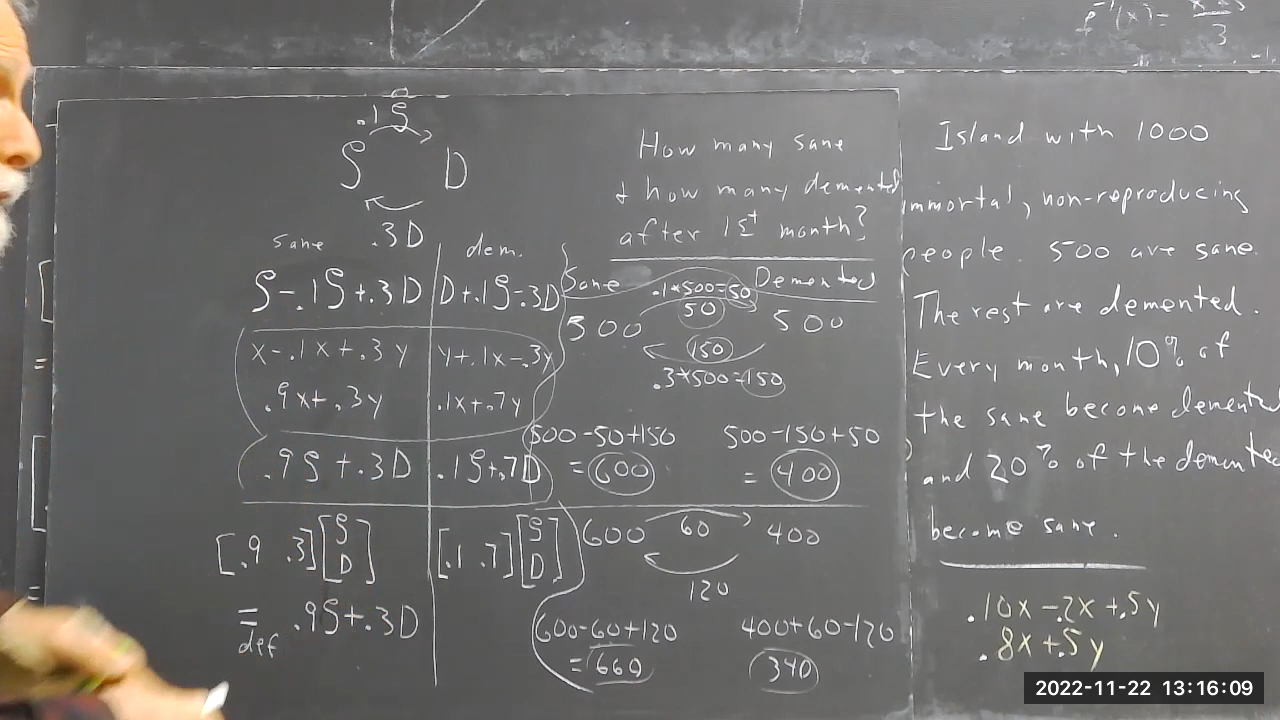 f⁻¹(x) =
3
.1S
S D
.3D
sane dem.
S-.1S+.3D D+.1S-.3D
x-.1x+.3y y+.1x-.3y
.9x+.3y .1x+.7y
.9S+.3D .1S+.7D
[.9 .3][S D] [.1 .7][S D]
= .9S+.3D
def
How many sane
+ how many demented
after 1st month?
Sane Demented
.1*500=50
50
500 500
150
.3*500=150
500-50+150 500-150+50
= 600 = 400
600 60 400
120
600-60+120 400+60-120
= 660 340
Island with 1000
immortal, non-reproducing
people. 500 are sane.
The rest are demented.
Every month, 10% of
the sane become demented
and 20% of the demented
become sane.
.10x-.2x+.5y
.8x+.5y
2022-11-22 13:16:09